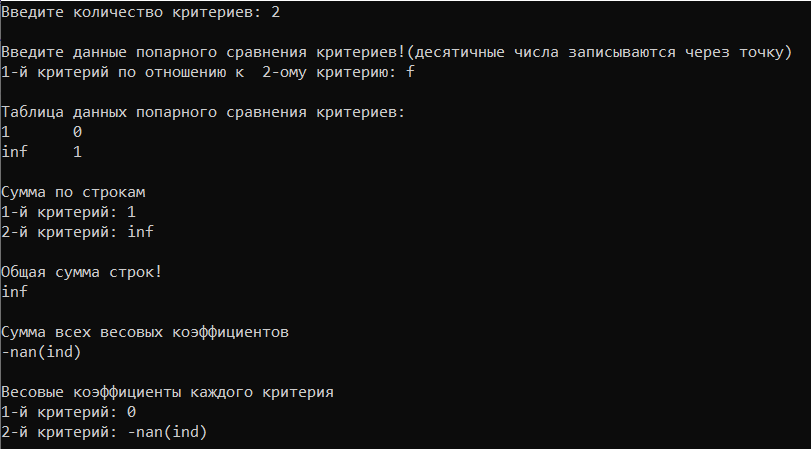 Введите количество критериев: 2
Введите данные попарного сравнения критериев!(десятичные числа записываются через точку)
1-й критерий по отношению к  2-ому критерию: f
Таблица данных попарного сравнения критериев:
1       0
inf     1
Сумма по строкам
1-й критерий: 1
2-й критерий: inf
Общая сумма строк!
inf
Сумма всех весовых коэффициентов
-nan(ind)
Весовые коэффициенты каждого критерия
1-й критерий: 0
2-й критерий: -nan(ind)